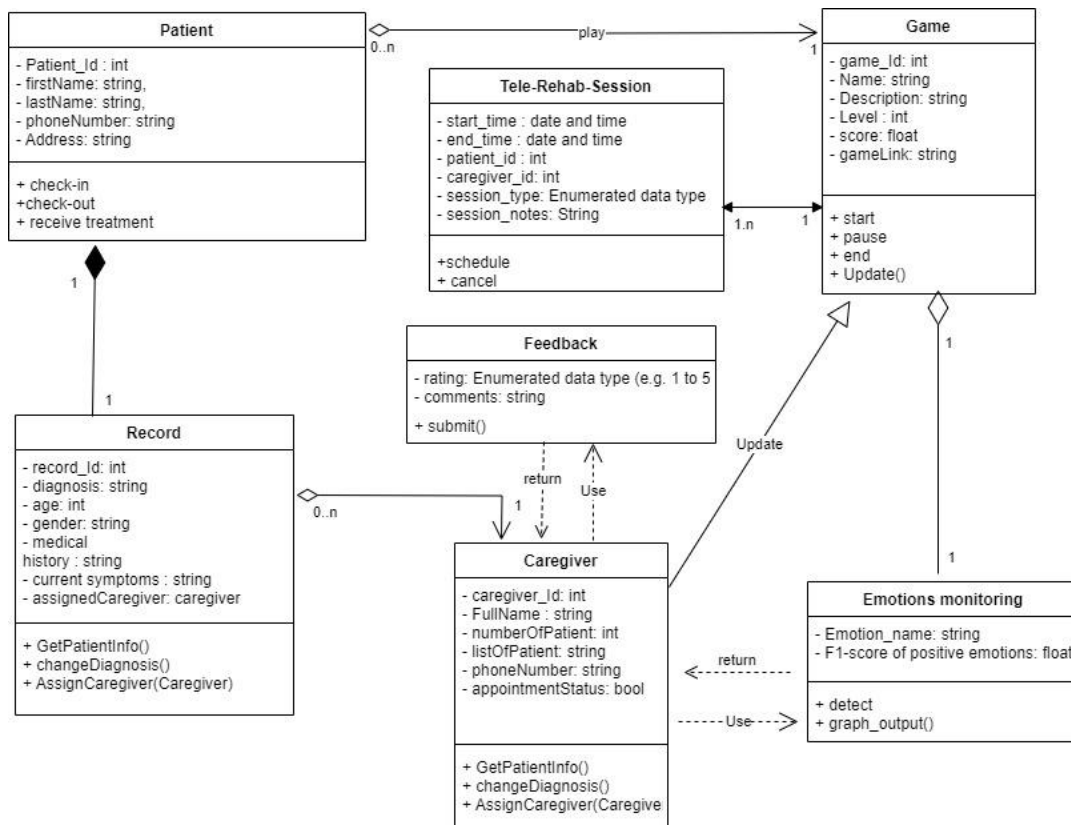 Patient
- Patient_Id : int
- firstName: string,
- lastName: string,
- phoneNumber: string
- Address: string
+ check-in
+check-out
+ receive treatment
0..n
play
1
Game
- game_Id: int
- Name: string
- Description: string
- Level : int
- score: float
- gameLink: string
+ start
+ pause
+ end
+ Update()
Tele-Rehab-Session
- start_time : date and time
- end_time : date and time
- patient_id : int
- caregiver_id: int
- session_type: Enumerated data type
- session_notes: String
+schedule
+ cancel
1.n
1
1
1
Feedback
- rating: Enumerated data type (e.g. 1 to 5
- comments: string
+ submit()
return
Use
Update
1
1
Record
- record_Id: int
- diagnosis: string
- age: int
- gender: string
- medical
history : string
- current symptoms : string
- assignedCaregiver: caregiver
+ GetPatientInfo()
+ changeDiagnosis()
+ AssignCaregiver(Caregiver)
0..n
1
Caregiver
- caregiver_Id: int
- FullName : string
- numberOfPatient: int
- listOfPatient: string
- phoneNumber: string
- appointmentStatus: bool
+ GetPatientInfo()
+ changeDiagnosis()
+ AssignCaregiver(Caregive
return
Use
Emotions monitoring
- Emotion_name: string
- F1-score of positive emotions: float
+ detect
+ graph_output()